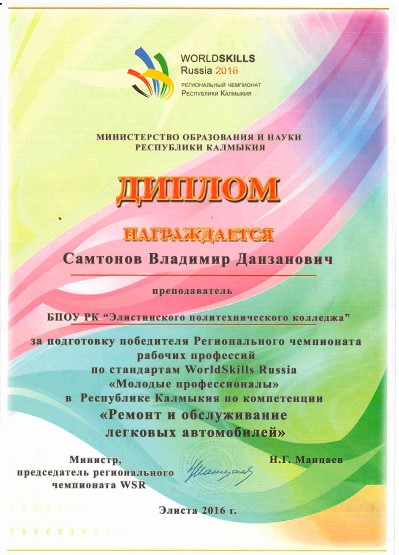 WORLDSKILLS
Russia 2016
РЕГИОНАЛЬНЫЙ ЧЕМПИОНАТ
РЕСПУБЛИКИ КАЛМЫКИЯ
МИНИСТЕРСТВО ОБРАЗОВАНИЯ И НАУКИ
РЕСПУБЛИКИ КАЛМЫКИЯ
ДИПЛОМ
НАГРАЖДАЕТСЯ
Самтонов Владимир Данзанович
преподаватель
БПОУ РК “Элистинского политехнического колледжа”
за подготовку победителя Регионального чемпионата
рабочих профессий
по стандартам WorldSkills Russia
«Молодые профессионалы»
в Республике Калмыкия по компетенции
«Ремонт и обслуживание
легковых автомобилей»
Министр,
председатель регионального
чемпионата WSR
Н.Г. Манцаев
Элиста 2016 г.